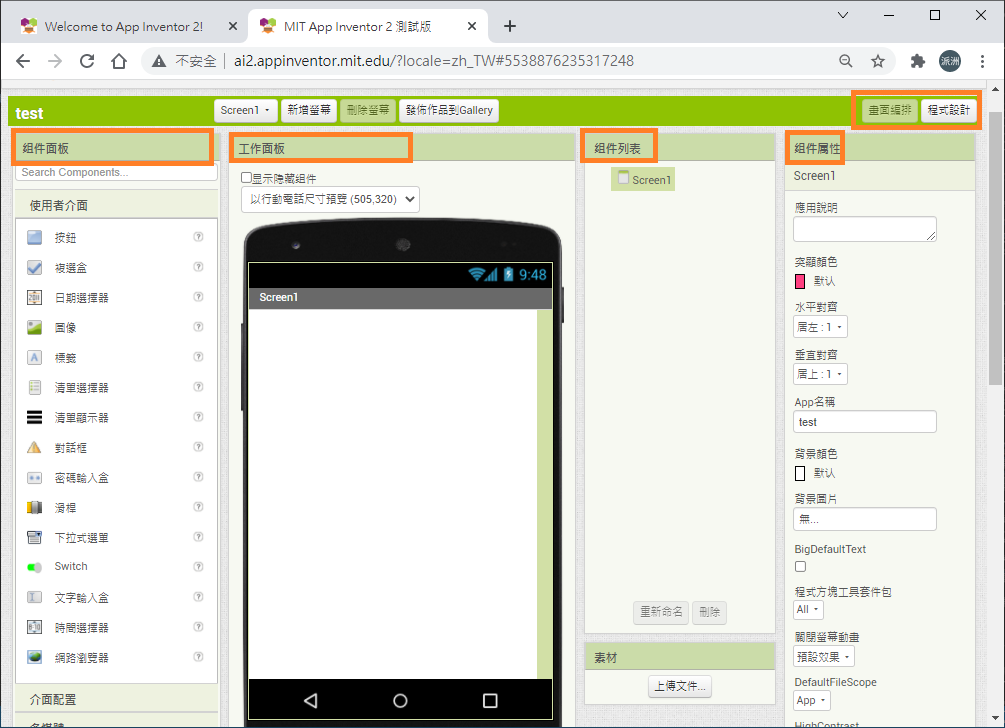 Welcome to App Inventor 2!
MIT App Inventor 2 測試版
不安全 | ai2.appinventor.mit.edu/?locale=zh_TW#5538876235317248
派洲
test
Screen1
新增螢幕
刪除螢幕
發佈作品到Gallery
畫面編排
程式設計
组件面板
Search Components...
使用者介面
按鈕
複選盒
日期選擇器
圖像
標籤
清單選擇器
清單顯示器
對話框
密碼輸入盒
滑桿
下拉式選單
Switch
文字輸入盒
時間選擇器
網路瀏覽器
介面配置
工作面板
显示隐藏组件
以行動電話尺寸預覽 (505,320)
9:48
Screen1
组件列表
Screen1
重新命名
刪除
素材
上傳文件...
组件属性
Screen1
應用說明
突顯顏色
默认
水平對齊
居左 : 1
垂直對齊
居上 : 1
App名稱
test
背景顏色
默认
背景圖片
無...
BigDefaultText
程式方塊工具套件包
All
關閉螢幕動畫
預設效果
DefaultFileScope
App
HighContrast